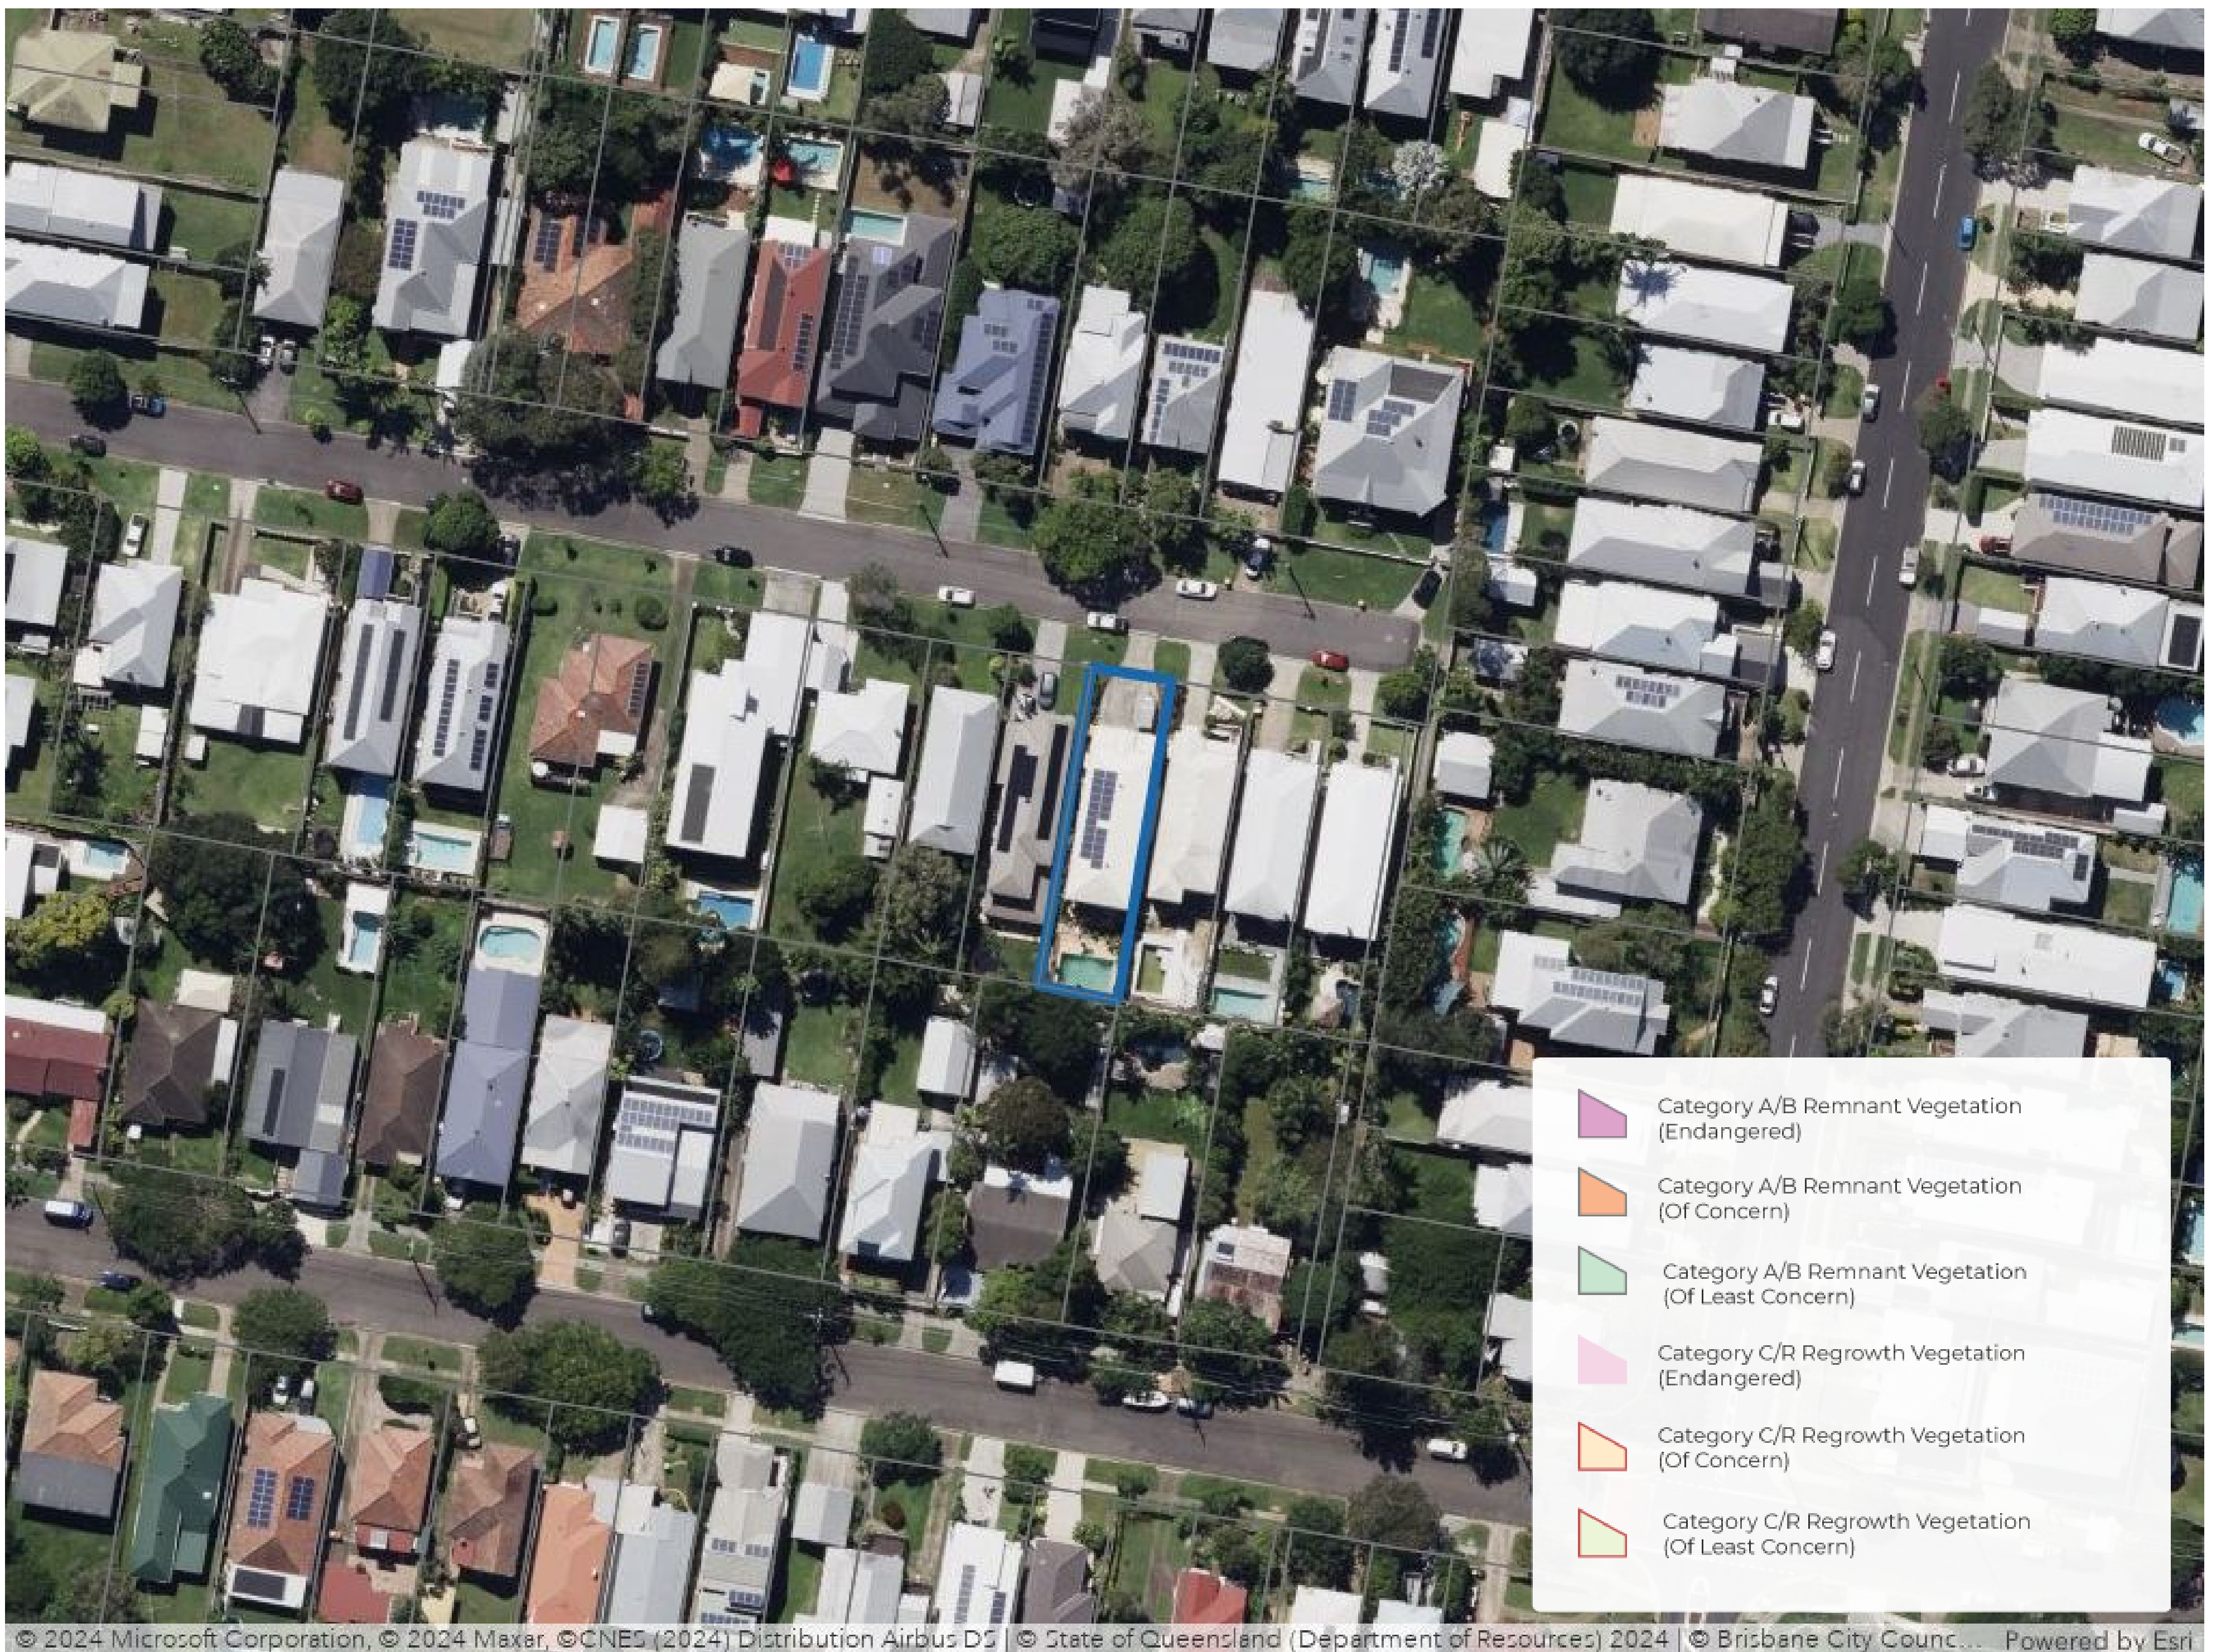 Category A/B Remnant Vegetation
(Endangered)
Category A/B Remnant Vegetation
(Of Concern)
Category A/B Remnant Vegetation
(Of Least Concern)
Category C/R Regrowth Vegetation
(Endangered)
Category C/R Regrowth Vegetation
(Of Concern)
Category C/R Regrowth Vegetation
(Of Least Concern)
© 2024 Microsoft Corporation, © 2024 Maxar, ©CNES (2024) Distribution Airbus DS | © State of Queensland (Department of Resources) 2024 | © Brisbane City Counc... Powered by Esri